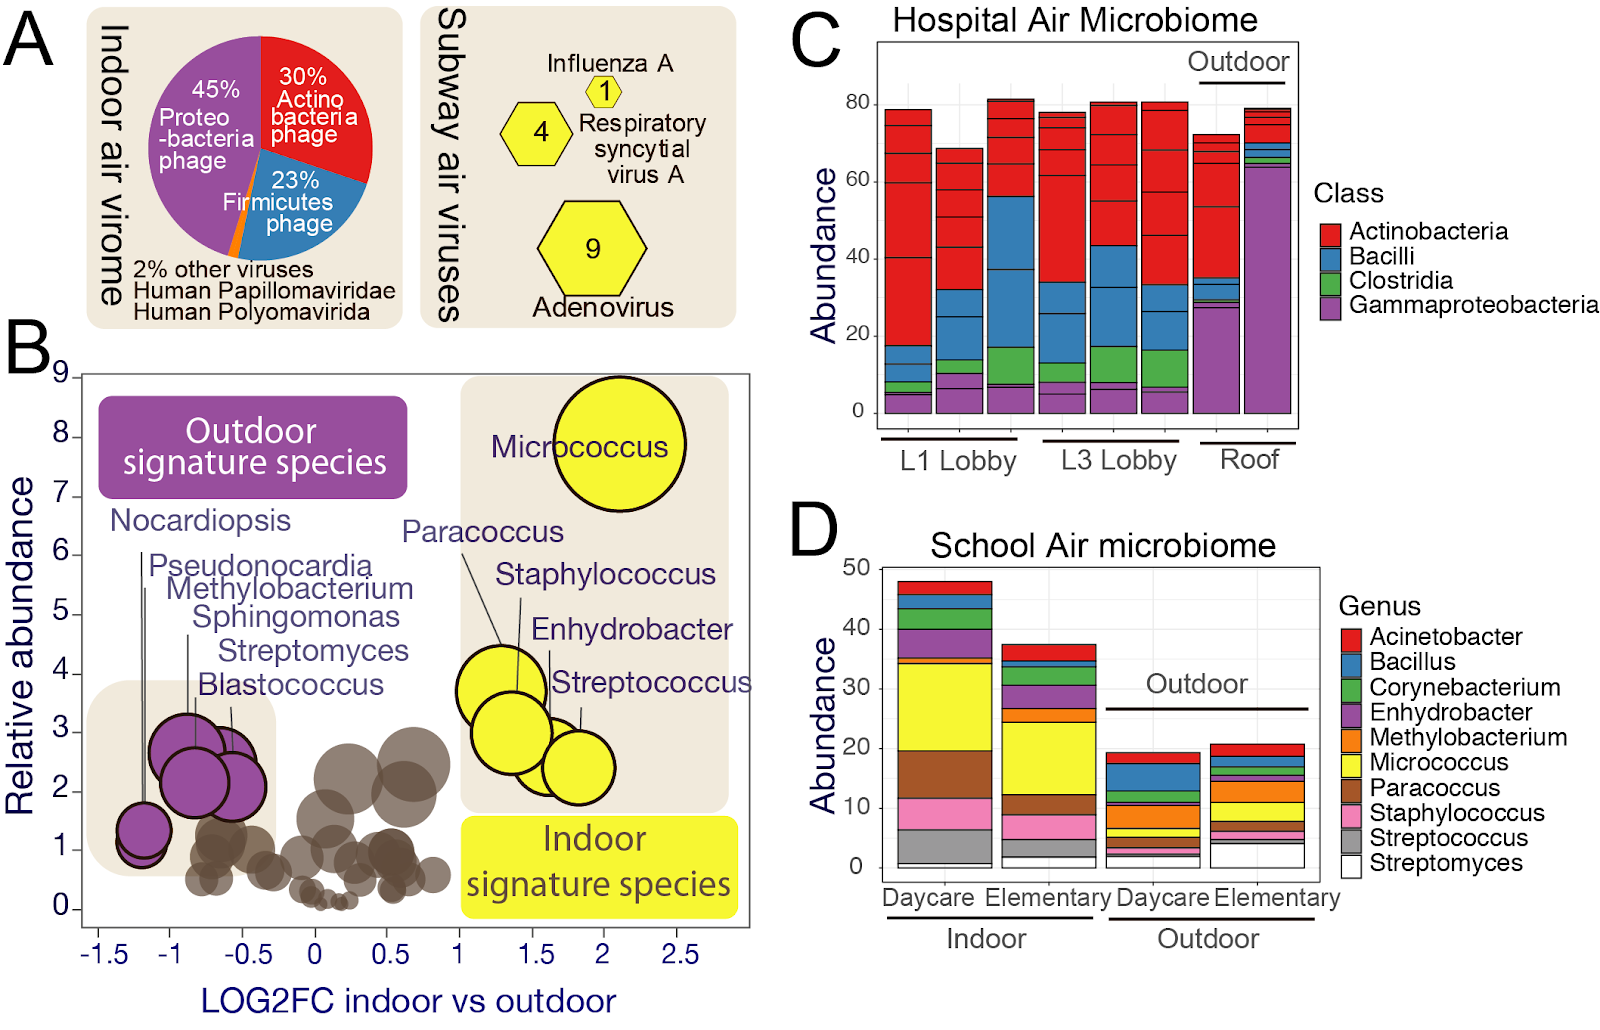 A
Indoor air virome
45%
Proteo
-bacteria
phage
30%
Actino
bacteria
phage
23%
Firmicutes
phage
2% other viruses
Human Papillomaviridae
Human Polyomavirida
Subway air viruses
Influenza A
1
4
Respiratory
syncytial
virus A
9
Adenovirus
B
Relative abundance
9
8
7
6
5
4
3
2
1
0
Outdoor
signature species
Nocardiopsis
Pseudonocardia
Methylobacterium
Sphingomonas
Streptomyces
Blastococcus
Micrococcus
Paracoccus
Staphylococcus
Enhydrobacter
Streptococcus
Indoor
signature species
-1.5
-1
-0.5
0
0.5
1
1.5
2
2.5
LOG2FC indoor vs outdoor
C
Hospital Air Microbiome
Outdoor
Abundance
80
60
40
20
0
L1 Lobby
L3 Lobby
Roof
Class
Actinobacteria
Bacilli
Clostridia
Gammaproteobacteria
D
School Air microbiome
Abundance
50
40
30
20
10
0
Outdoor
Daycare
Elementary
Daycare
Elementary
Indoor
Outdoor
Genus
Acinetobacter
Bacillus
Corynebacterium
Enhydrobacter
Methylobacterium
Micrococcus
Paracoccus
Staphylococcus
Streptococcus
Streptomyces